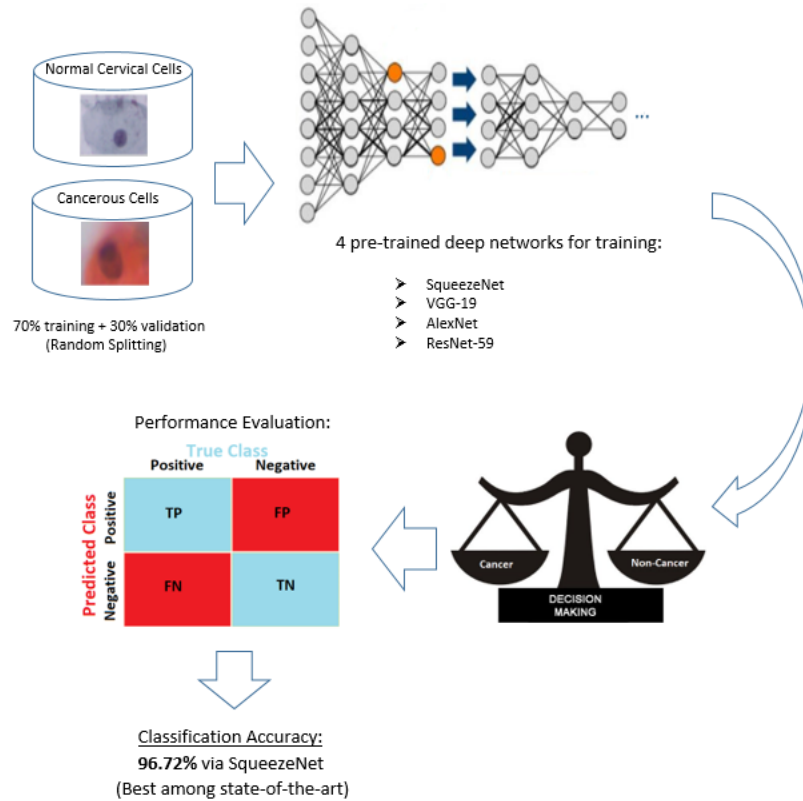 Normal Cervical Cells
Cancerous Cells
70% training + 30% validation
(Random Splitting)
...
4 pre-trained deep networks for training:
➤ SqueezeNet
➤ VGG-19
➤ AlexNet
➤ ResNet-59
Performance Evaluation:
True Class
Positive Negative
Predicted Class
Positive
TP FP
Negative
FN TN
Cancer
Non-Cancer
DECISION
MAKING
Classification Accuracy:
96.72% via SqueezeNet
(Best among state-of-the-art)